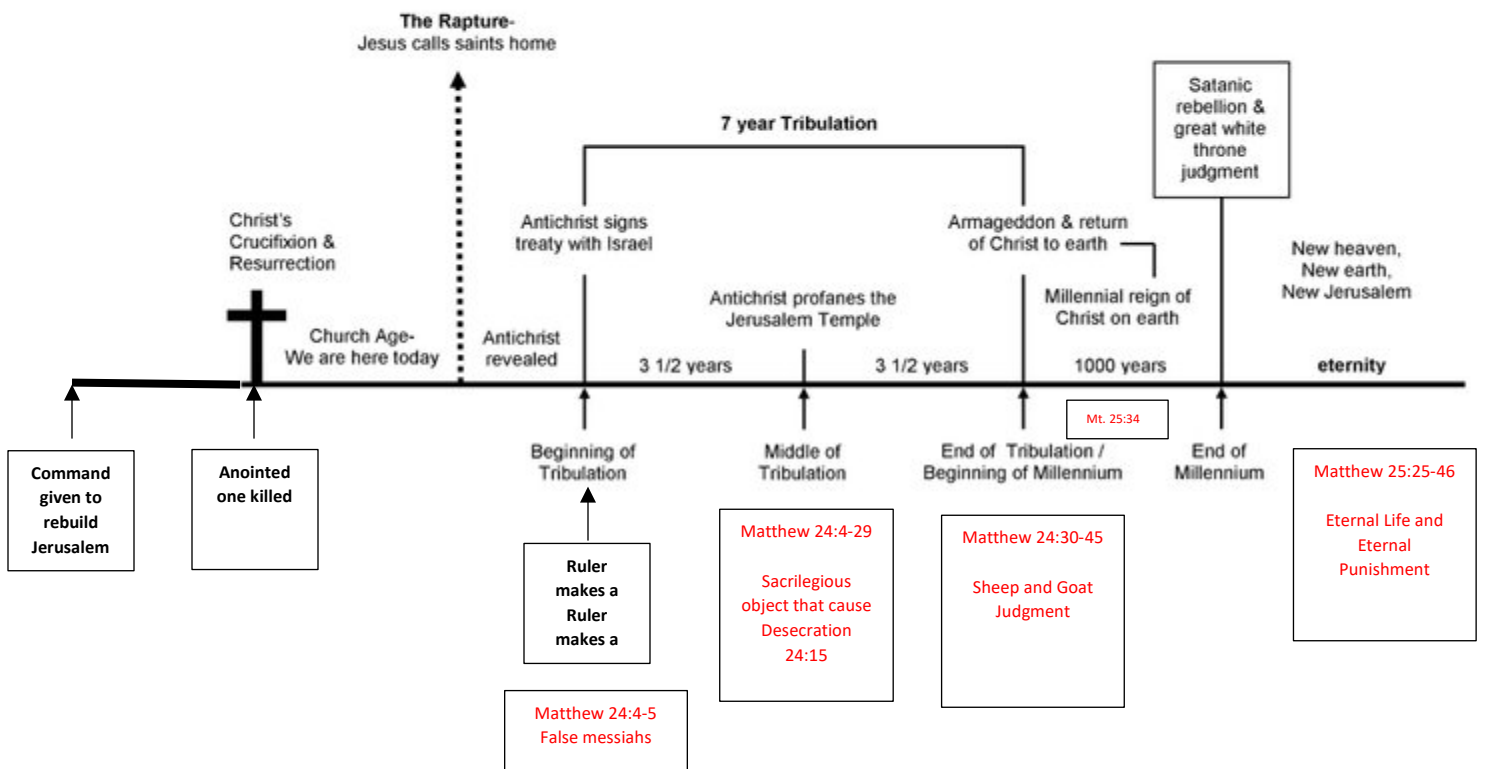 The Rapture-
Jesus calls saints home
7 year Tribulation
Satanic
rebellion &
great white
throne
judgment
Christ's
Crucifixion &
Resurrection
Antichrist signs
treaty with Israel
Armageddon & return
of Christ to earth
New heaven,
New earth,
New Jerusalem
Antichrist profanes the
Jerusalem Temple
Millennial reign of
Christ on earth
Church Age-
We are here today
Antichrist
revealed
3 1/2 years
3 1/2 years
1000 years
eternity
Mt. 25:34
Beginning of
Tribulation
Middle of
Tribulation
End of Tribulation /
Beginning of Millennium
End of
Millennium
Command
given to
rebuild
Jerusalem
Anointed
one killed
Ruler
makes a
Ruler
makes a
Matthew 24:4-5
False messiahs
Matthew 24:4-29
Sacrilegious
object that cause
Desecration
24:15
Matthew 24:30-45
Sheep and Goat
Judgment
Matthew 25:25-46
Eternal Life and
Eternal
Punishment